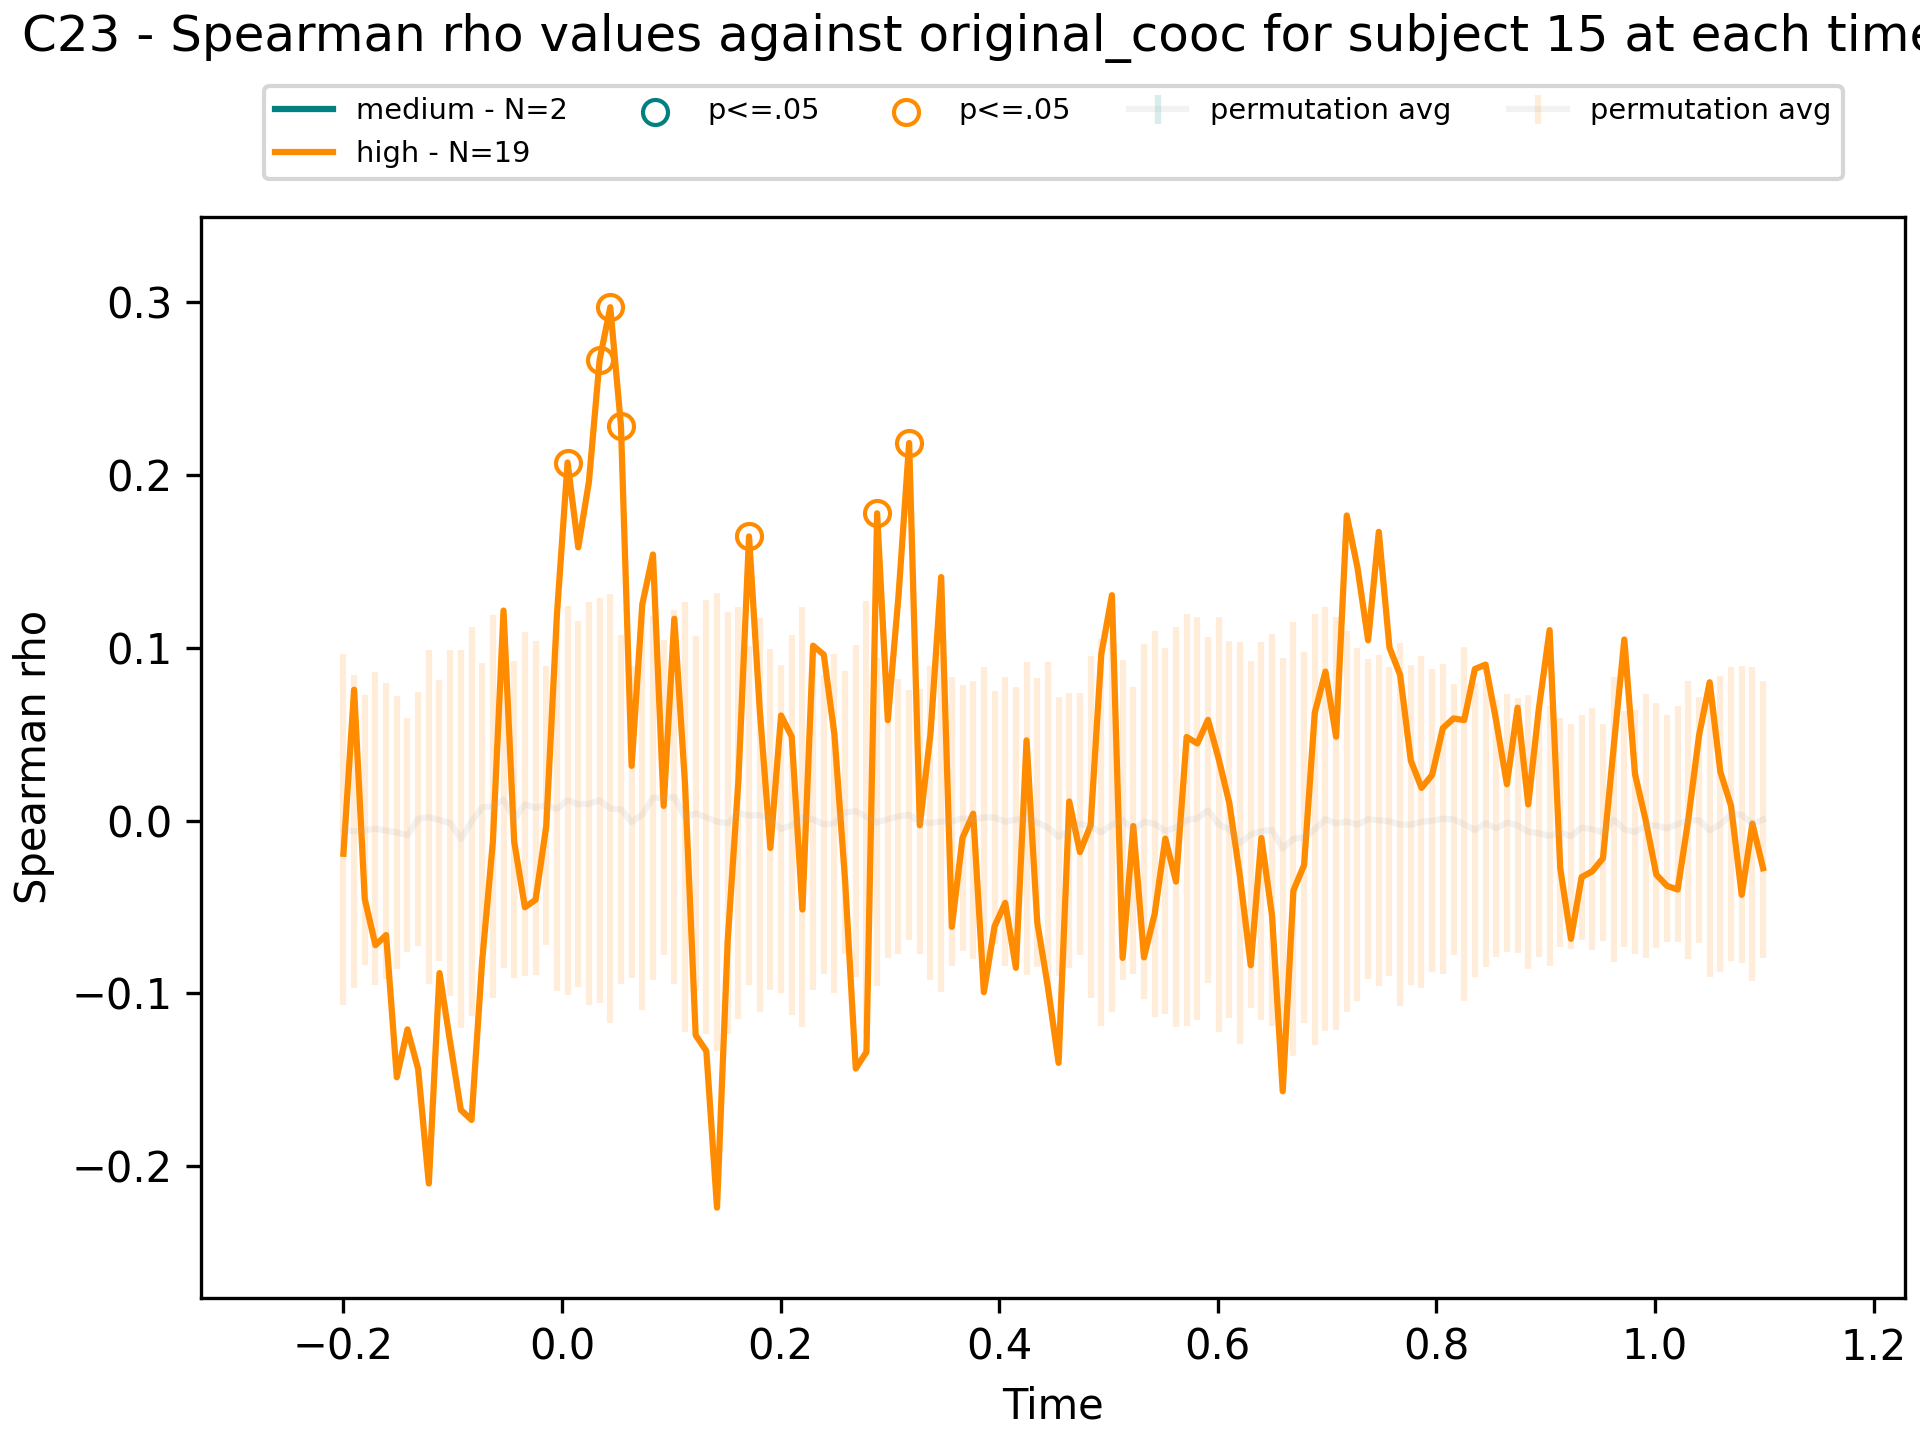 C23 - Spearman rho values against original_cooc for subject 15 at each time
medium - N=2 p<=.05 p<=.05 permutation avg permutation avg
high - N=19
Spearman rho
0.3
0.2
0.1
0.0
−0.1
−0.2
−0.2 0.0 0.2 0.4 0.6 0.8 1.0 1.2
Time